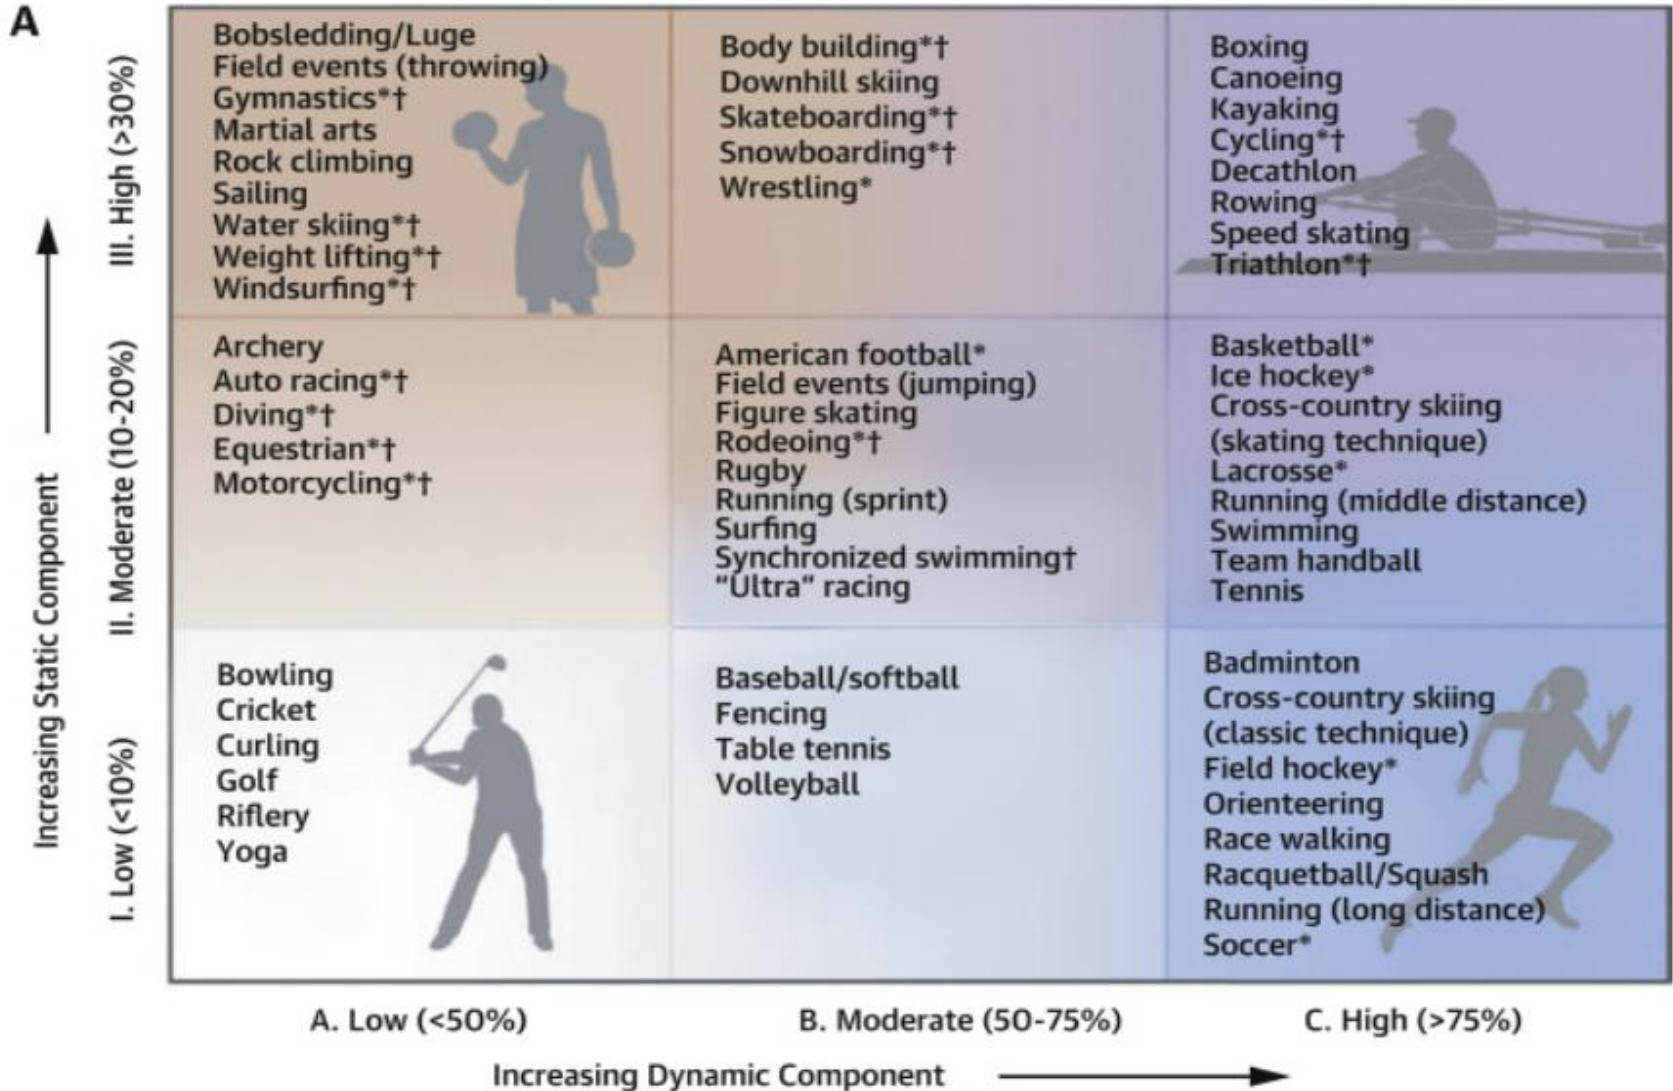 A
III. High (>30%)
Bobsledding/Luge
Field events (throwing)
Gymnastics*†
Martial arts
Rock climbing
Sailing
Water skiing*†
Weight lifting*†
Windsurfing*†
Body building*†
Downhill skiing
Skateboarding*†
Snowboarding*†
Wrestling*
Boxing
Canoeing
Kayaking
Cycling*†
Decathlon
Rowing
Speed skating
Triathlon*†
Increasing Static Component
II. Moderate (10-20%)
Archery
Auto racing*†
Diving*†
Equestrian*†
Motorcycling*†
American football*
Field events (jumping)
Figure skating
Rodeoing*†
Rugby
Running (sprint)
Surfing
Synchronized swimming†
“Ultra” racing
Basketball*
Ice hockey*
Cross-country skiing
(skating technique)
Lacrosse*
Running (middle distance)
Swimming
Team handball
Tennis
I. Low (<10%)
Bowling
Cricket
Curling
Golf
Riflery
Yoga
Baseball/softball
Fencing
Table tennis
Volleyball
Badminton
Cross-country skiing
(classic technique)
Field hockey*
Orienteering
Race walking
Racquetball/Squash
Running (long distance)
Soccer*
A. Low (<50%)
B. Moderate (50-75%)
C. High (>75%)
Increasing Dynamic Component